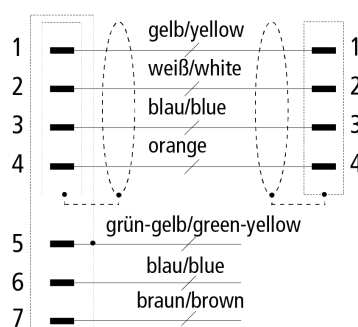 1 gelb/yellow 1
2 weiß/white 2
3 blau/blue 3
4 orange 4
5 grün-gelb/green-yellow
6 blau/blue
7 braun/brown